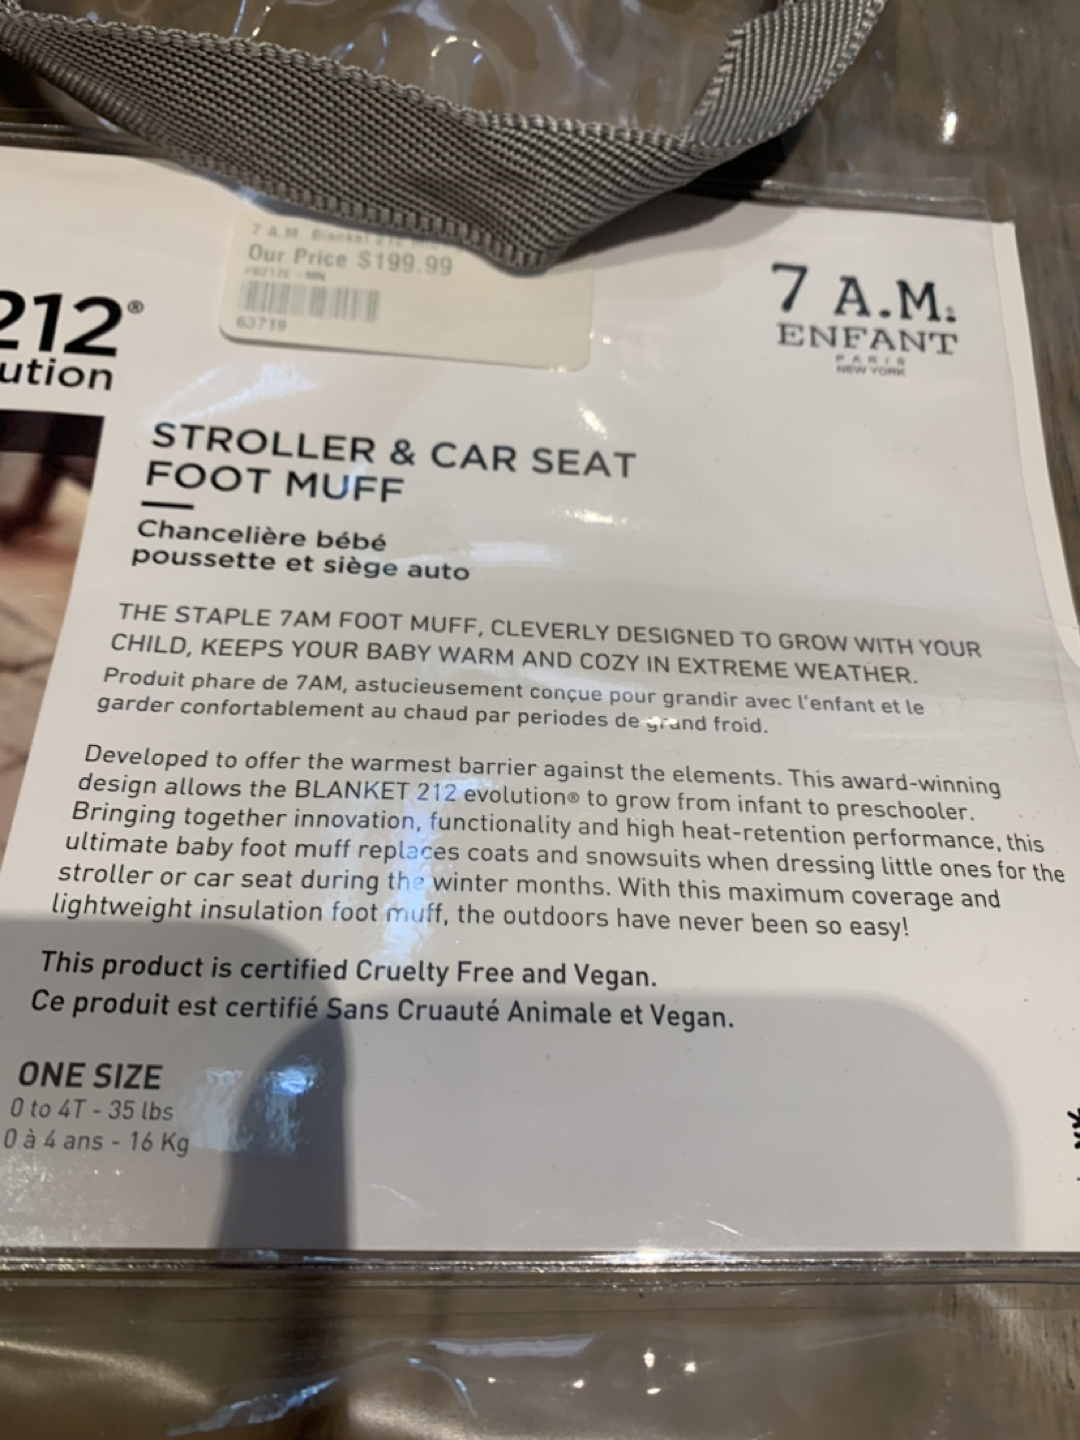 7 A.M. Blanket 212
Our Price $199.99
63719
212®
ution
7 A.M.
ENFANT
PARIS
NEW YORK
STROLLER & CAR SEAT
FOOT MUFF
Chancelière bébé
poussette et siège auto
THE STAPLE 7AM FOOT MUFF, CLEVERLY DESIGNED TO GROW WITH YOUR
CHILD, KEEPS YOUR BABY WARM AND COZY IN EXTREME WEATHER.
Produit phare de 7AM, astucieusement conçue pour grandir avec l'enfant et le
garder confortablement au chaud par periodes de grand froid.
Developed to offer the warmest barrier against the elements. This award-winning
design allows the BLANKET 212 evolution® to grow from infant to preschooler.
Bringing together innovation, functionality and high heat-retention performance, this
ultimate baby foot muff replaces coats and snowsuits when dressing little ones for the
stroller or car seat during the winter months. With this maximum coverage and
lightweight insulation foot muff, the outdoors have never been so easy!
This product is certified Cruelty Free and Vegan.
Ce produit est certifié Sans Cruauté Animale et Vegan.
ONE SIZE
0 to 4T - 35 lbs
0 à 4 ans - 16 Kg